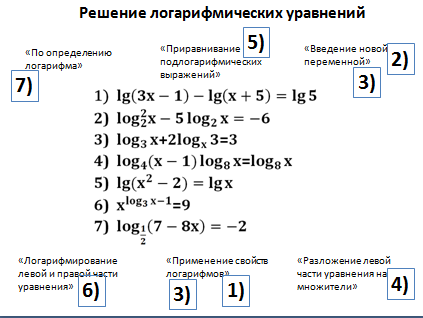 Решение логарифмических уравнений
«По определению
логарифма»
7)
«Приравнивание
подлогарифмических
выражений»
5)
«Введение новой
переменной»
2)
3)
1) lg(3x − 1) − lg(x + 5) = lg 5
2) log₂²x − 5 log₂ x = −6
3) log₃ x+2logₓ 3=3
4) log₄(x − 1) log₈ x=log₈ x
5) lg(x² − 2) = lg x
6) x^(log₃ x−1)=9
7) log_(1/2)(7 − 8x) = −2
«Логарифмирование
левой и правой части
уравнения»
6)
«Применение свойств
логарифмов»
3)
1)
«Разложение левой
части уравнения на
множители»
4)